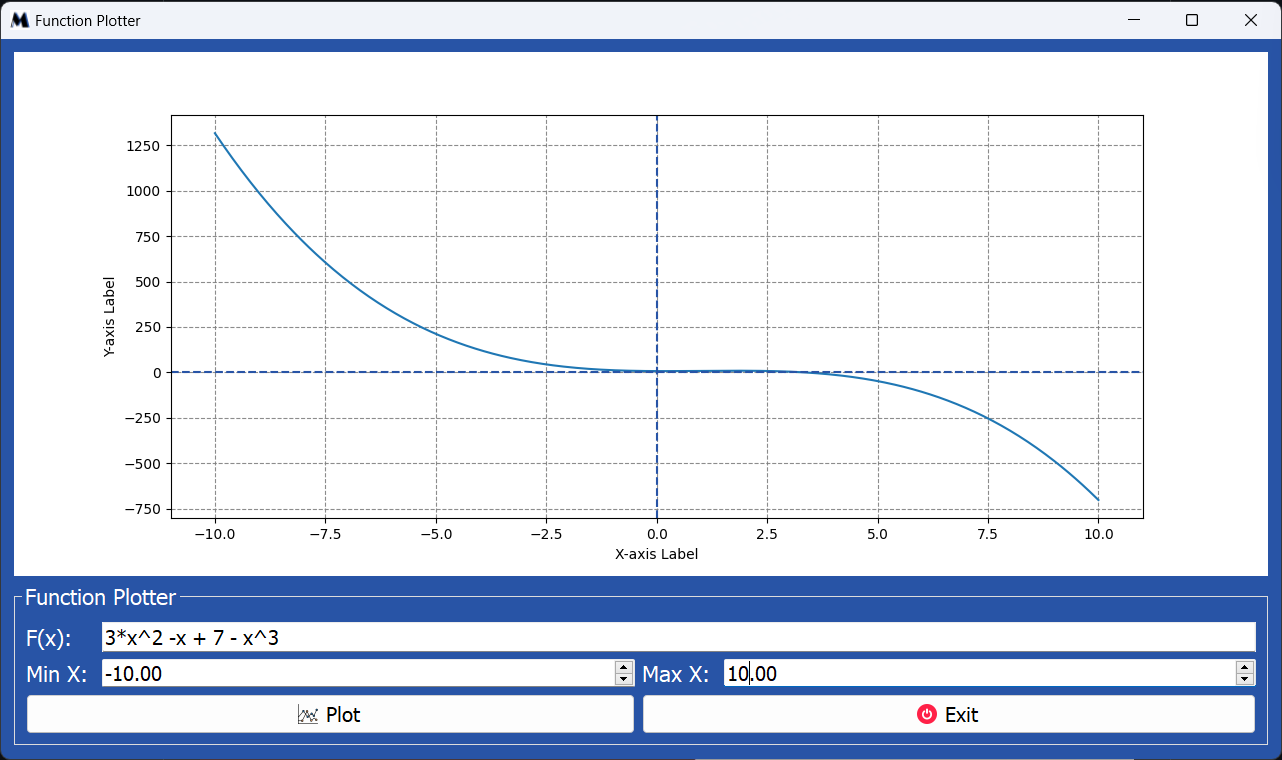 Function Plotter
1250
1000
750
500
250
0
−250
−500
−750
Y-axis Label
−10.0 −7.5 −5.0 −2.5 0.0 2.5 5.0 7.5 10.0
X-axis Label
Function Plotter
F(x): 3*x^2 -x + 7 - x^3
Min X: -10.00 Max X: 10.00
Plot Exit